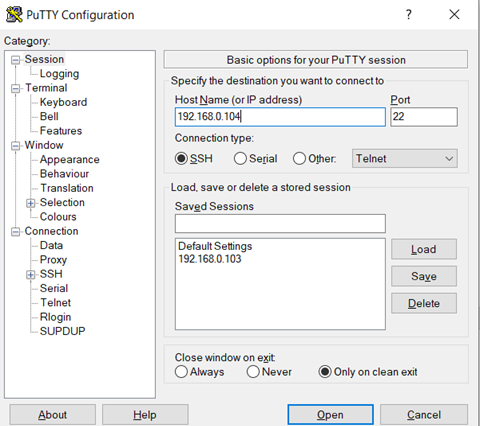 PuTTY Configuration
?
Category:
Session
Logging
Terminal
Keyboard
Bell
Features
Window
Appearance
Behaviour
Translation
Selection
Colours
Connection
Data
Proxy
SSH
Serial
Telnet
Rlogin
SUPDUP
Basic options for your PuTTY session
Specify the destination you want to connect to
Host Name (or IP address) Port
192.168.0.104 22
Connection type:
SSH Serial Other: Telnet
Load, save or delete a stored session
Saved Sessions
Default Settings
192.168.0.103
Load
Save
Delete
Close window on exit:
Always Never Only on clean exit
About Help Open Cancel